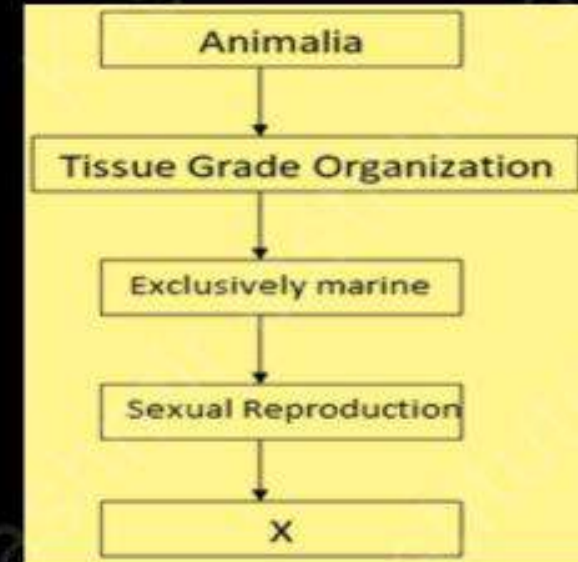 Animalia
Tissue Grade Organization
Exclusively marine
Sexual Reproduction
X